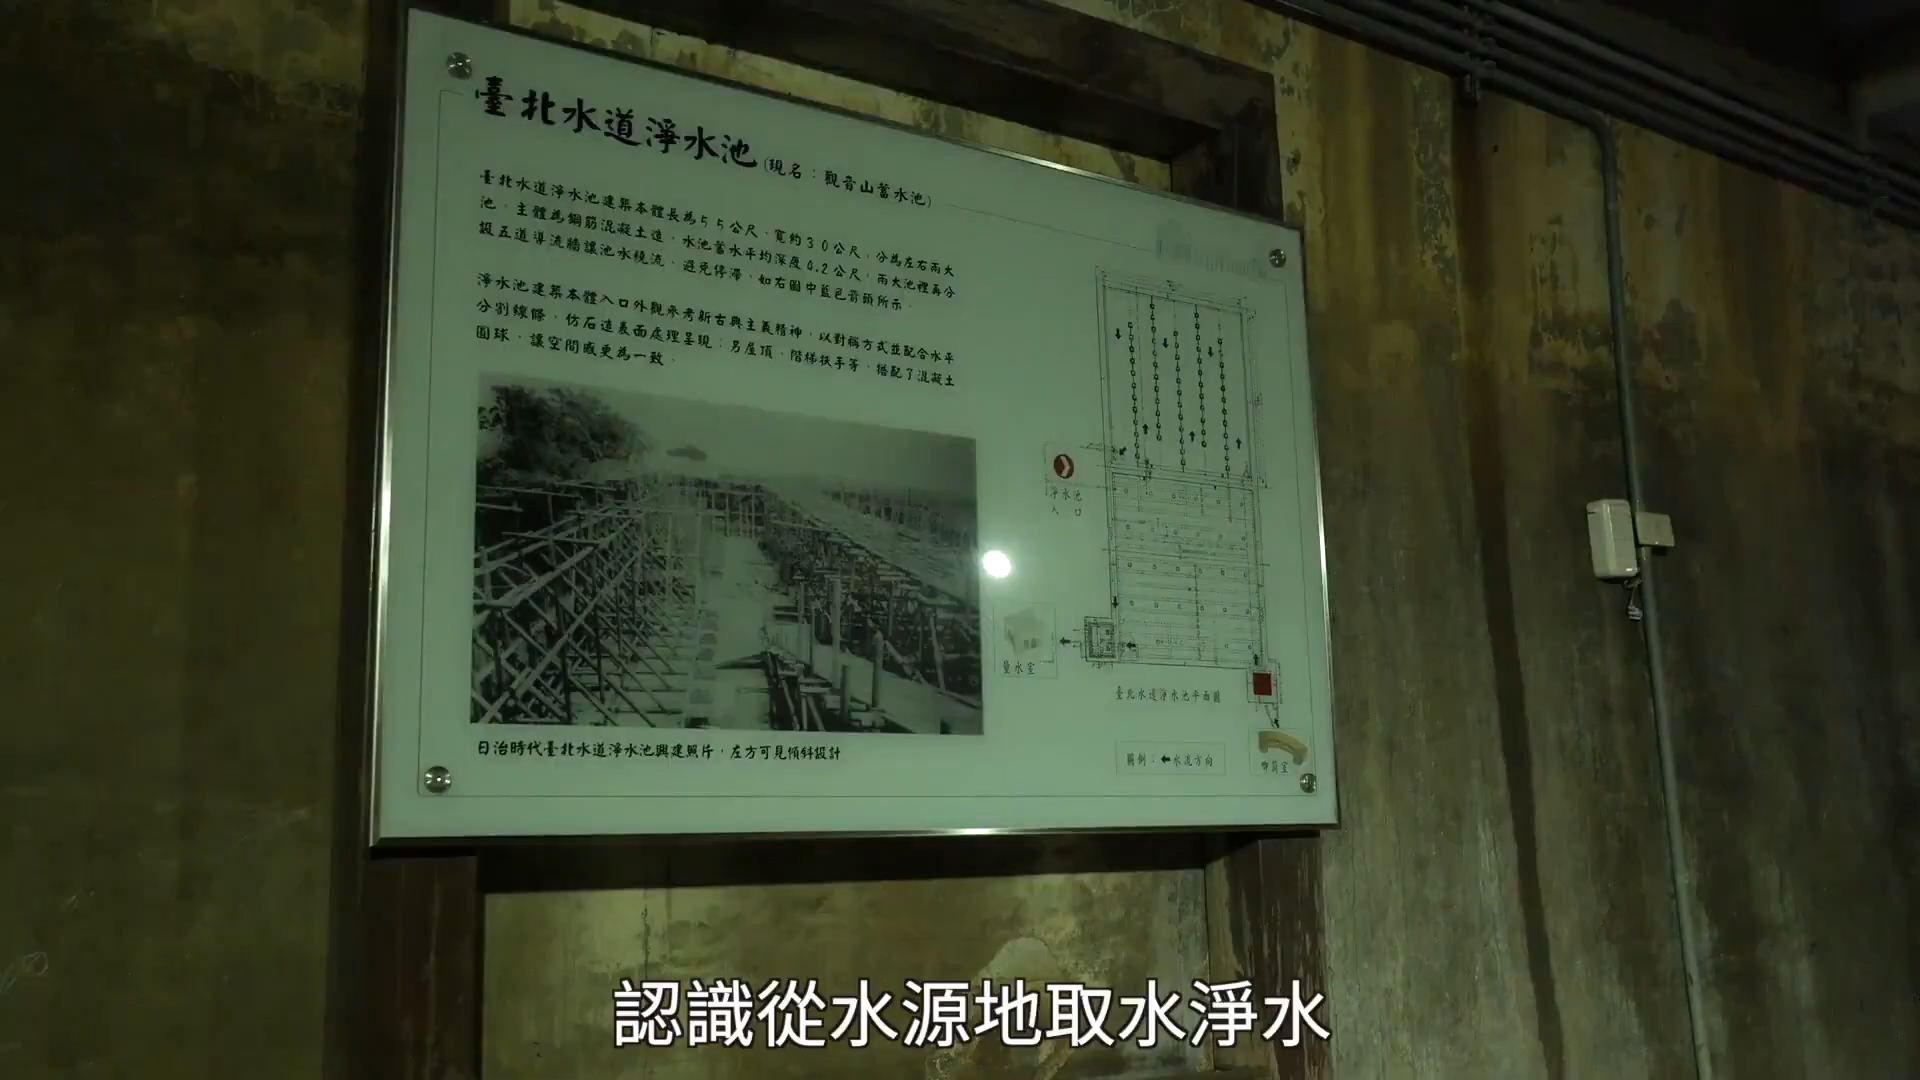 臺北水道淨水池(現名：觀音山蓄水池)
臺北水道淨水池建築本體長為55公尺、寬約30公尺，分為左右兩大
池，主體為鋼筋混凝土造，水池蓄水平均深度4.2公尺，兩大池裡再分
設五道導流牆讓池水繞流、避免停滯，如右圖中藍色箭頭所示。
淨水池建築本體入口外觀參考新古典主義精神，以對稱方式並配合水平
分割線條，仿石造表面處理呈現；另屋頂、階梯扶手等，搭配了混凝土
圓球，讓空間感更為一致。
日治時代臺北水道淨水池興建照片，左方可見傾斜設計
淨水池
入口
量水室
臺北水道淨水池平面圖
圖例：水流方向
認識從水源地取水淨水